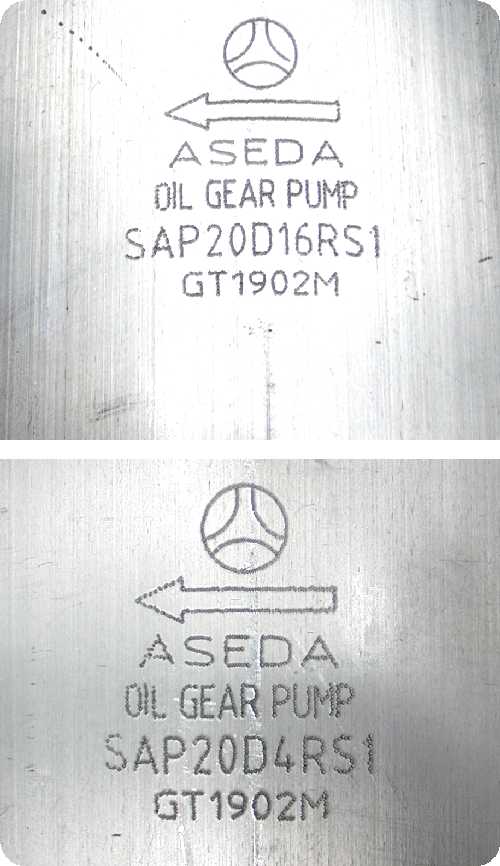 ASEDA
OIL GEAR PUMP
SAP20D16RS1
GT1902M
ASEDA
OIL GEAR PUMP
SAP20D4RS1
GT1902M